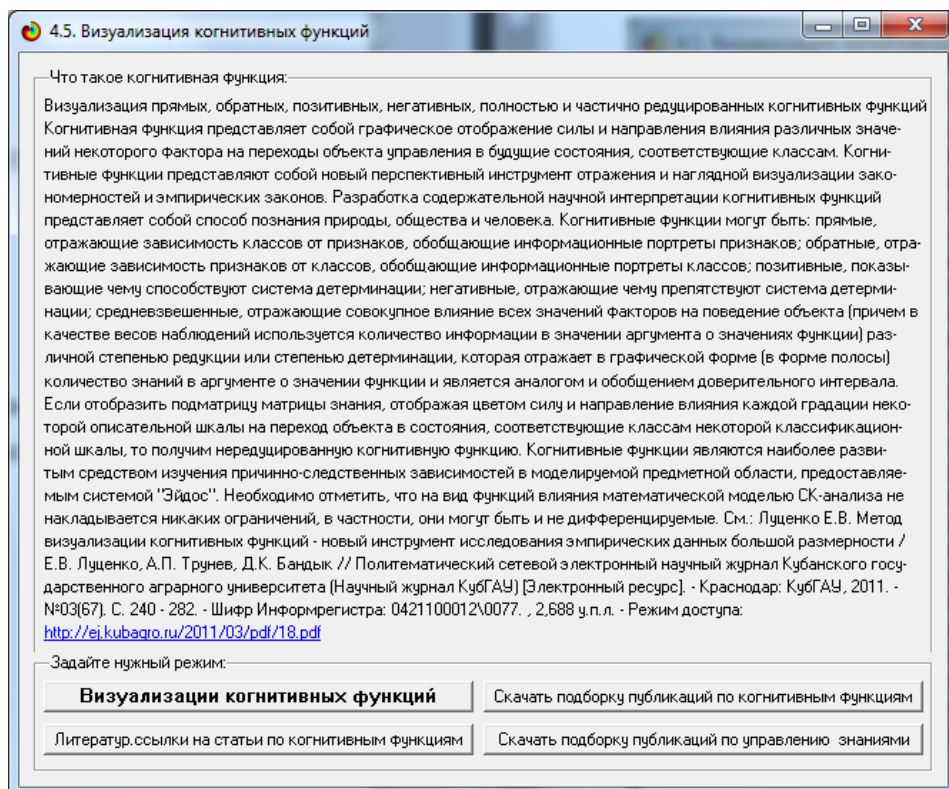 4.5. Визуализация когнитивных функций
Что такое когнитивная функция:
Визуализация прямых, обратных, позитивных, негативных, полностью и частично редуцированных когнитивных функций
Когнитивная функция представляет собой графическое отображение силы и направления влияния различных значе-
ний некоторого фактора на переходы объекта управления в будущие состояния, соответствующие классам. Когни-
тивные функции представляют собой новый перспективный инструмент отражения и наглядной визуализации зако-
номерностей и эмпирических законов. Разработка содержательной научной интерпретации когнитивных функций
представляет собой способ познания природы, общества и человека. Когнитивные функции могут быть: прямые,
отражающие зависимость классов от признаков, обобщающие информационные портреты признаков; обратные, отра-
жающие зависимость признаков от классов, обобщающие информационные портреты классов; позитивные, показы-
вающие чему способствуют система детерминации; негативные, отражающие чему препятствуют система детерми-
нации; средневзвешенные, отражающие совокупное влияние всех значений факторов на поведение объекта (причем в
качестве весов наблюдений используется количество информации в значении аргумента о значениях функции) раз-
личной степенью редукции или степенью детерминации, которая отражает в графической форме (в форме полосы)
количество знаний в аргументе о значении функции и является аналогом и обобщением доверительного интервала.
Если отобразить подматрицу матрицы знания, отображая цветом силу и направление влияния каждой градации неко-
торой описательной шкалы на переход объекта в состояния, соответствующие классам некоторой классификацион-
ной шкалы, то получим нередуцированную когнитивную функцию. Когнитивные функции являются наиболее разви-
тым средством изучения причинно-следственных зависимостей в моделируемой предметной области, предоставляе-
мым системой "Эйдос". Необходимо отметить, что на вид функций влияния математической моделью СК-анализа не
накладывается никаких ограничений, в частности, они могут быть и не дифференцируемые. См.: Луценко Е.В. Метод
визуализации когнитивных функций - новый инструмент исследования эмпирических данных большой размерности /
Е.В. Луценко, А.П. Трунев, Д.К. Бандык // Политематический сетевой электронный научный журнал Кубанского госу-
дарственного аграрного университета (Научный журнал КубГАУ) [Электронный ресурс]. - Краснодар: КубГАУ, 2011. -
№03(67). С. 240 - 282. - Шифр Информрегистра: 0421100012\0077. , 2,688 у.п.л. - Режим доступа:
http://ej.kubagro.ru/2011/03/pdf/18.pdf
Задайте нужный режим:
Визуализации когнитивных функций
Скачать подборку публикаций по когнитивным функциям
Литератур.ссылки на статьи по когнитивным функциям
Скачать подборку публикаций по управлению знаниями